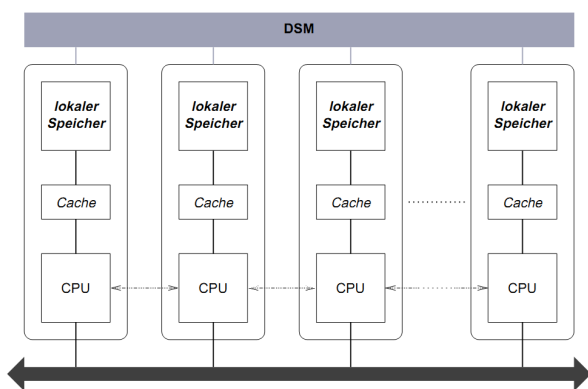 DSM
lokaler
Speicher
Cache
CPU
lokaler
Speicher
Cache
CPU
lokaler
Speicher
Cache
CPU
lokaler
Speicher
Cache
CPU